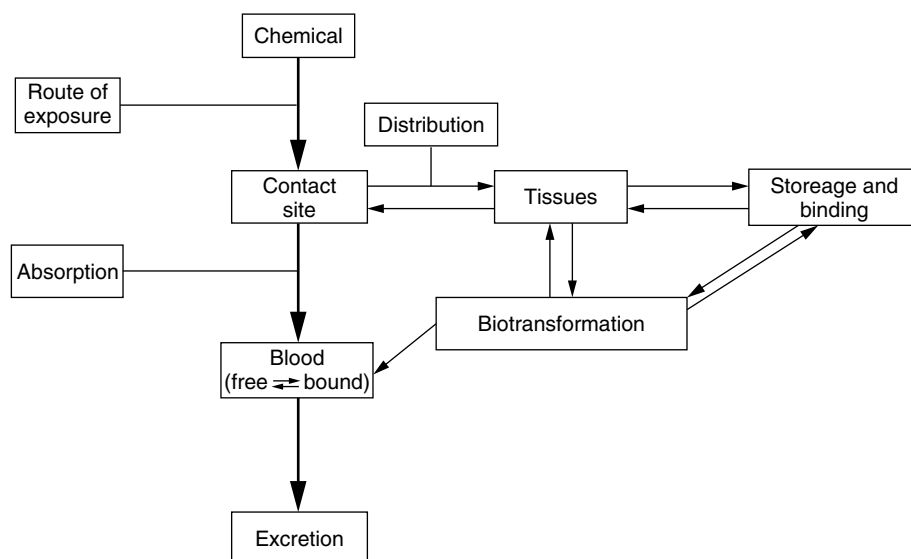 Chemical
Route of
exposure
Distribution
Contact
site
Tissues
Storeage and
binding
Absorption
Biotransformation
Blood
(free ⇌ bound)
Excretion